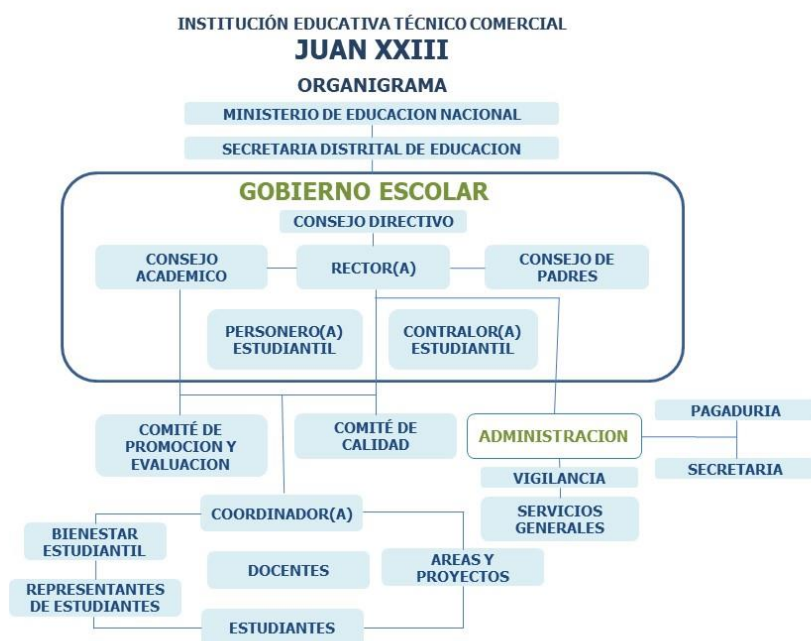 INSTITUCIÓN EDUCATIVA TÉCNICO COMERCIAL
JUAN XXIII
ORGANIGRAMA
MINISTERIO DE EDUCACION NACIONAL
SECRETARIA DISTRITAL DE EDUCACION
GOBIERNO ESCOLAR
CONSEJO DIRECTIVO
CONSEJO
ACADEMICO
RECTOR(A)
CONSEJO DE
PADRES
PERSONERO(A)
ESTUDIANTIL
CONTRALOR(A)
ESTUDIANTIL
COMITÉ DE
PROMOCION Y
EVALUACION
COMITÉ DE
CALIDAD
ADMINISTRACION
PAGADURIA
SECRETARIA
VIGILANCIA
SERVICIOS
GENERALES
COORDINADOR(A)
BIENESTAR
ESTUDIANTIL
DOCENTES
AREAS Y
PROYECTOS
REPRESENTANTES
DE ESTUDIANTES
ESTUDIANTES